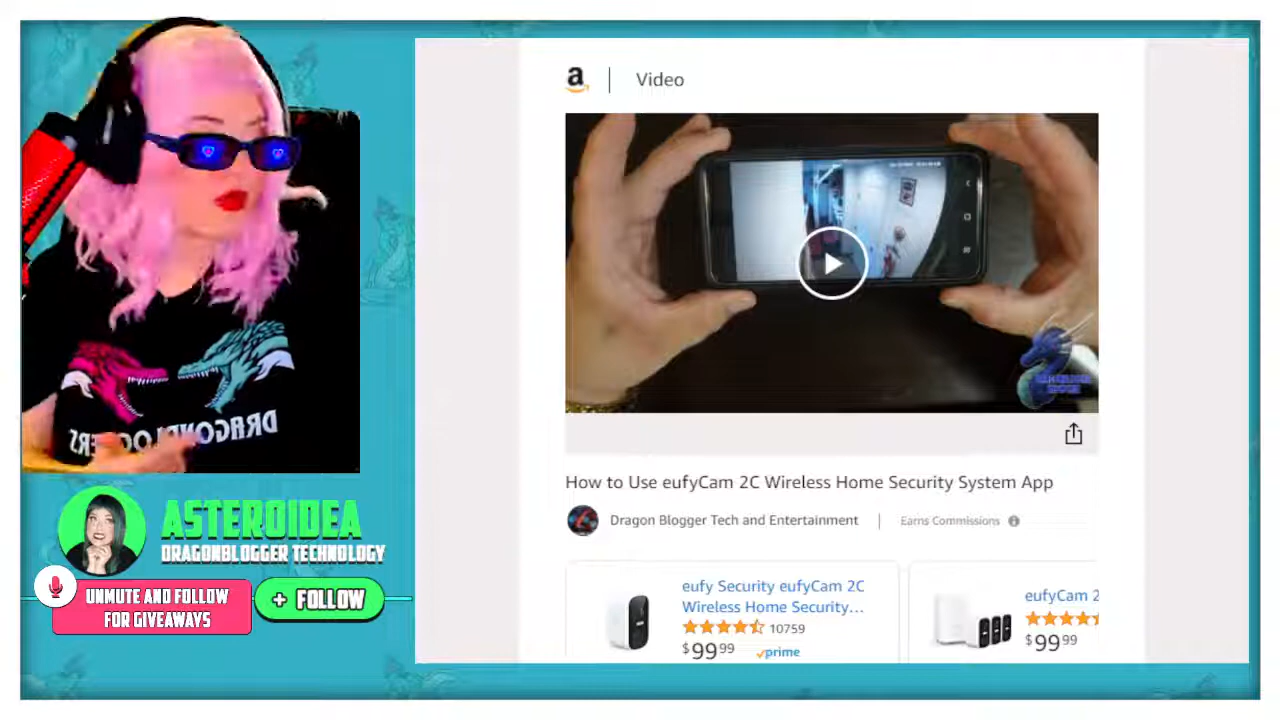 a | Video
How to Use eufyCam 2C Wireless Home Security System App
Dragon Blogger Tech and Entertainment | Earns Commissions
eufy Security eufyCam 2C
Wireless Home Security...
10759
$99 99 prime
eufyCam 2
$99 99
DRAGONBLOGGERS
ASTEROIDEA
DRAGONBLOGGER TECHNOLOGY
UNMUTE AND FOLLOW
FOR GIVEAWAYS
+ FOLLOW